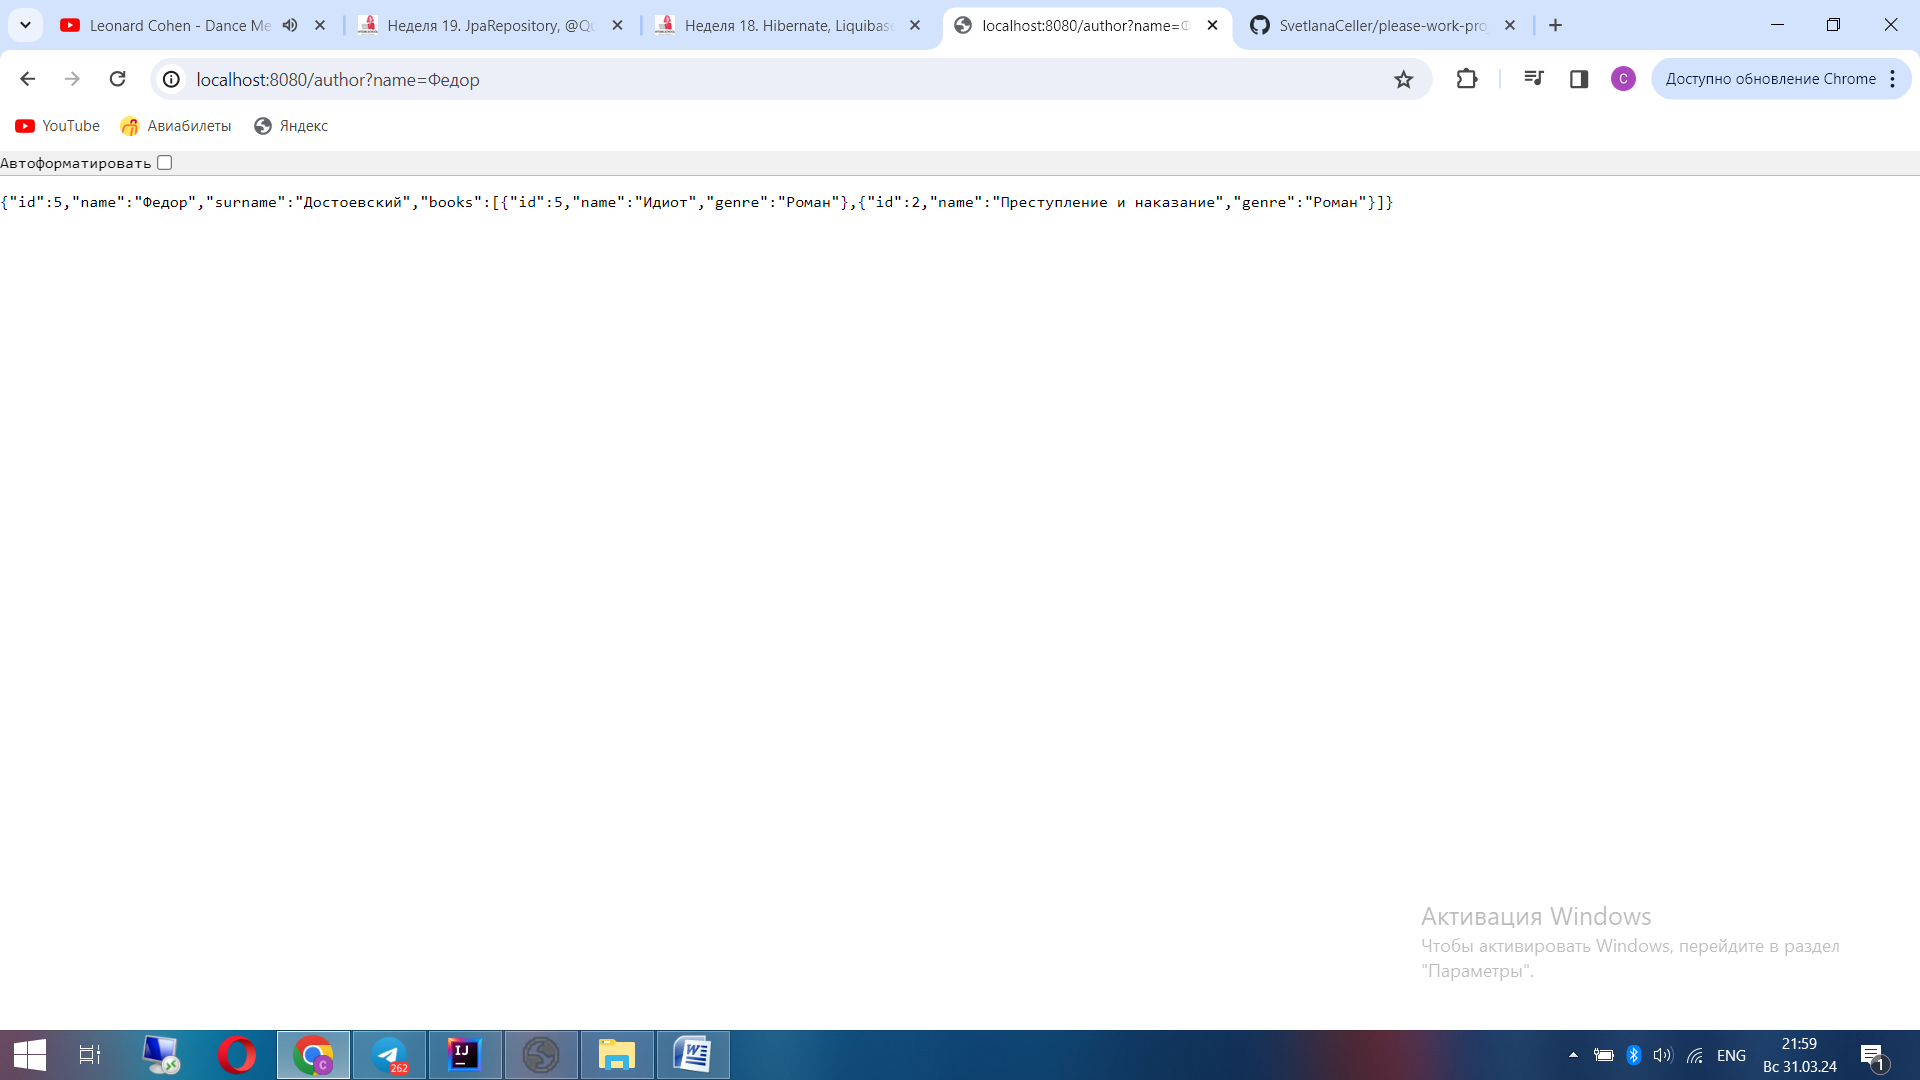 Leonard Cohen - Dance Me
Неделя 19. JpaRepository, @Qu
Неделя 18. Hibernate, Liquibase
localhost:8080/author?name=Ф
SvetlanaCeller/please-work-pro
localhost:8080/author?name=Федор
C
Доступно обновление Chrome
YouTube
Авиабилеты
Яндекс
Автоформатировать
{"id":5,"name":"Федор","surname":"Достоевский","books":[{"id":5,"name":"Идиот","genre":"Роман"},{"id":2,"name":"Преступление и наказание","genre":"Роман"}]}
Активация Windows
Чтобы активировать Windows, перейдите в раздел
"Параметры".
C
262
IJ
W
ENG
21:59
Вс 31.03.24
1